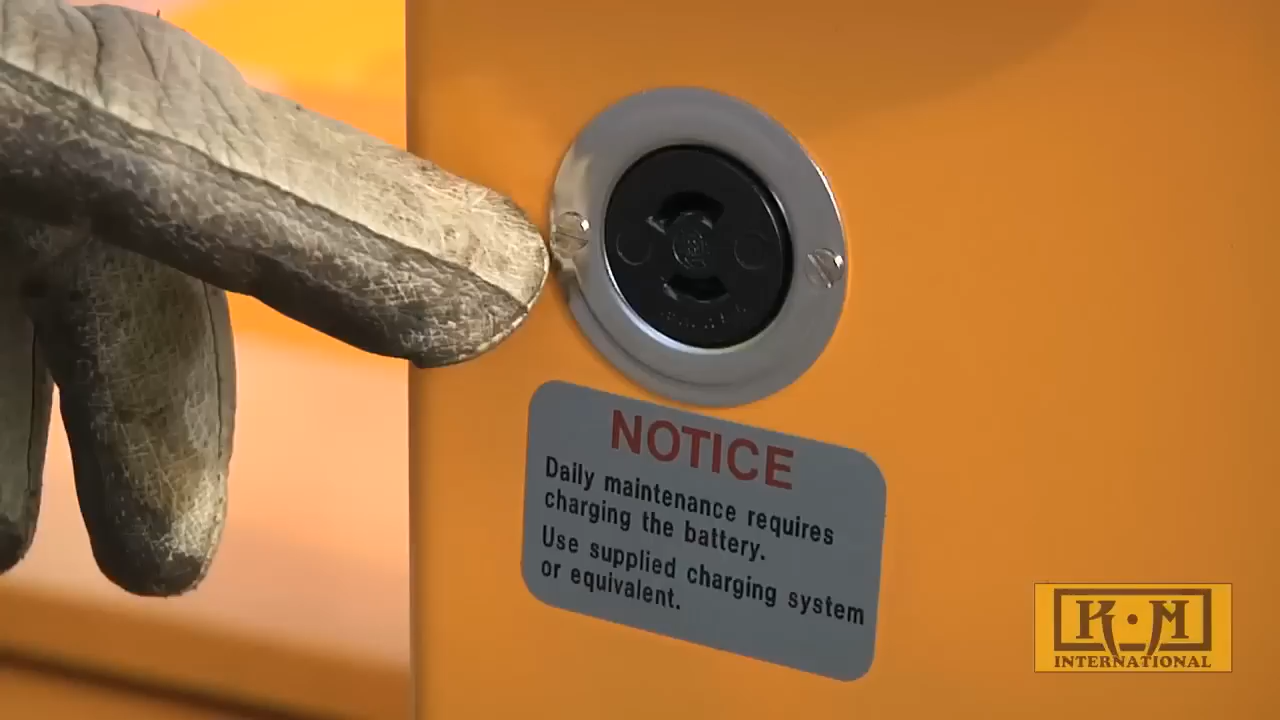 NOTICE
Daily maintenance requires
charging the battery.
Use supplied charging system
or equivalent.
K·M
INTERNATIONAL